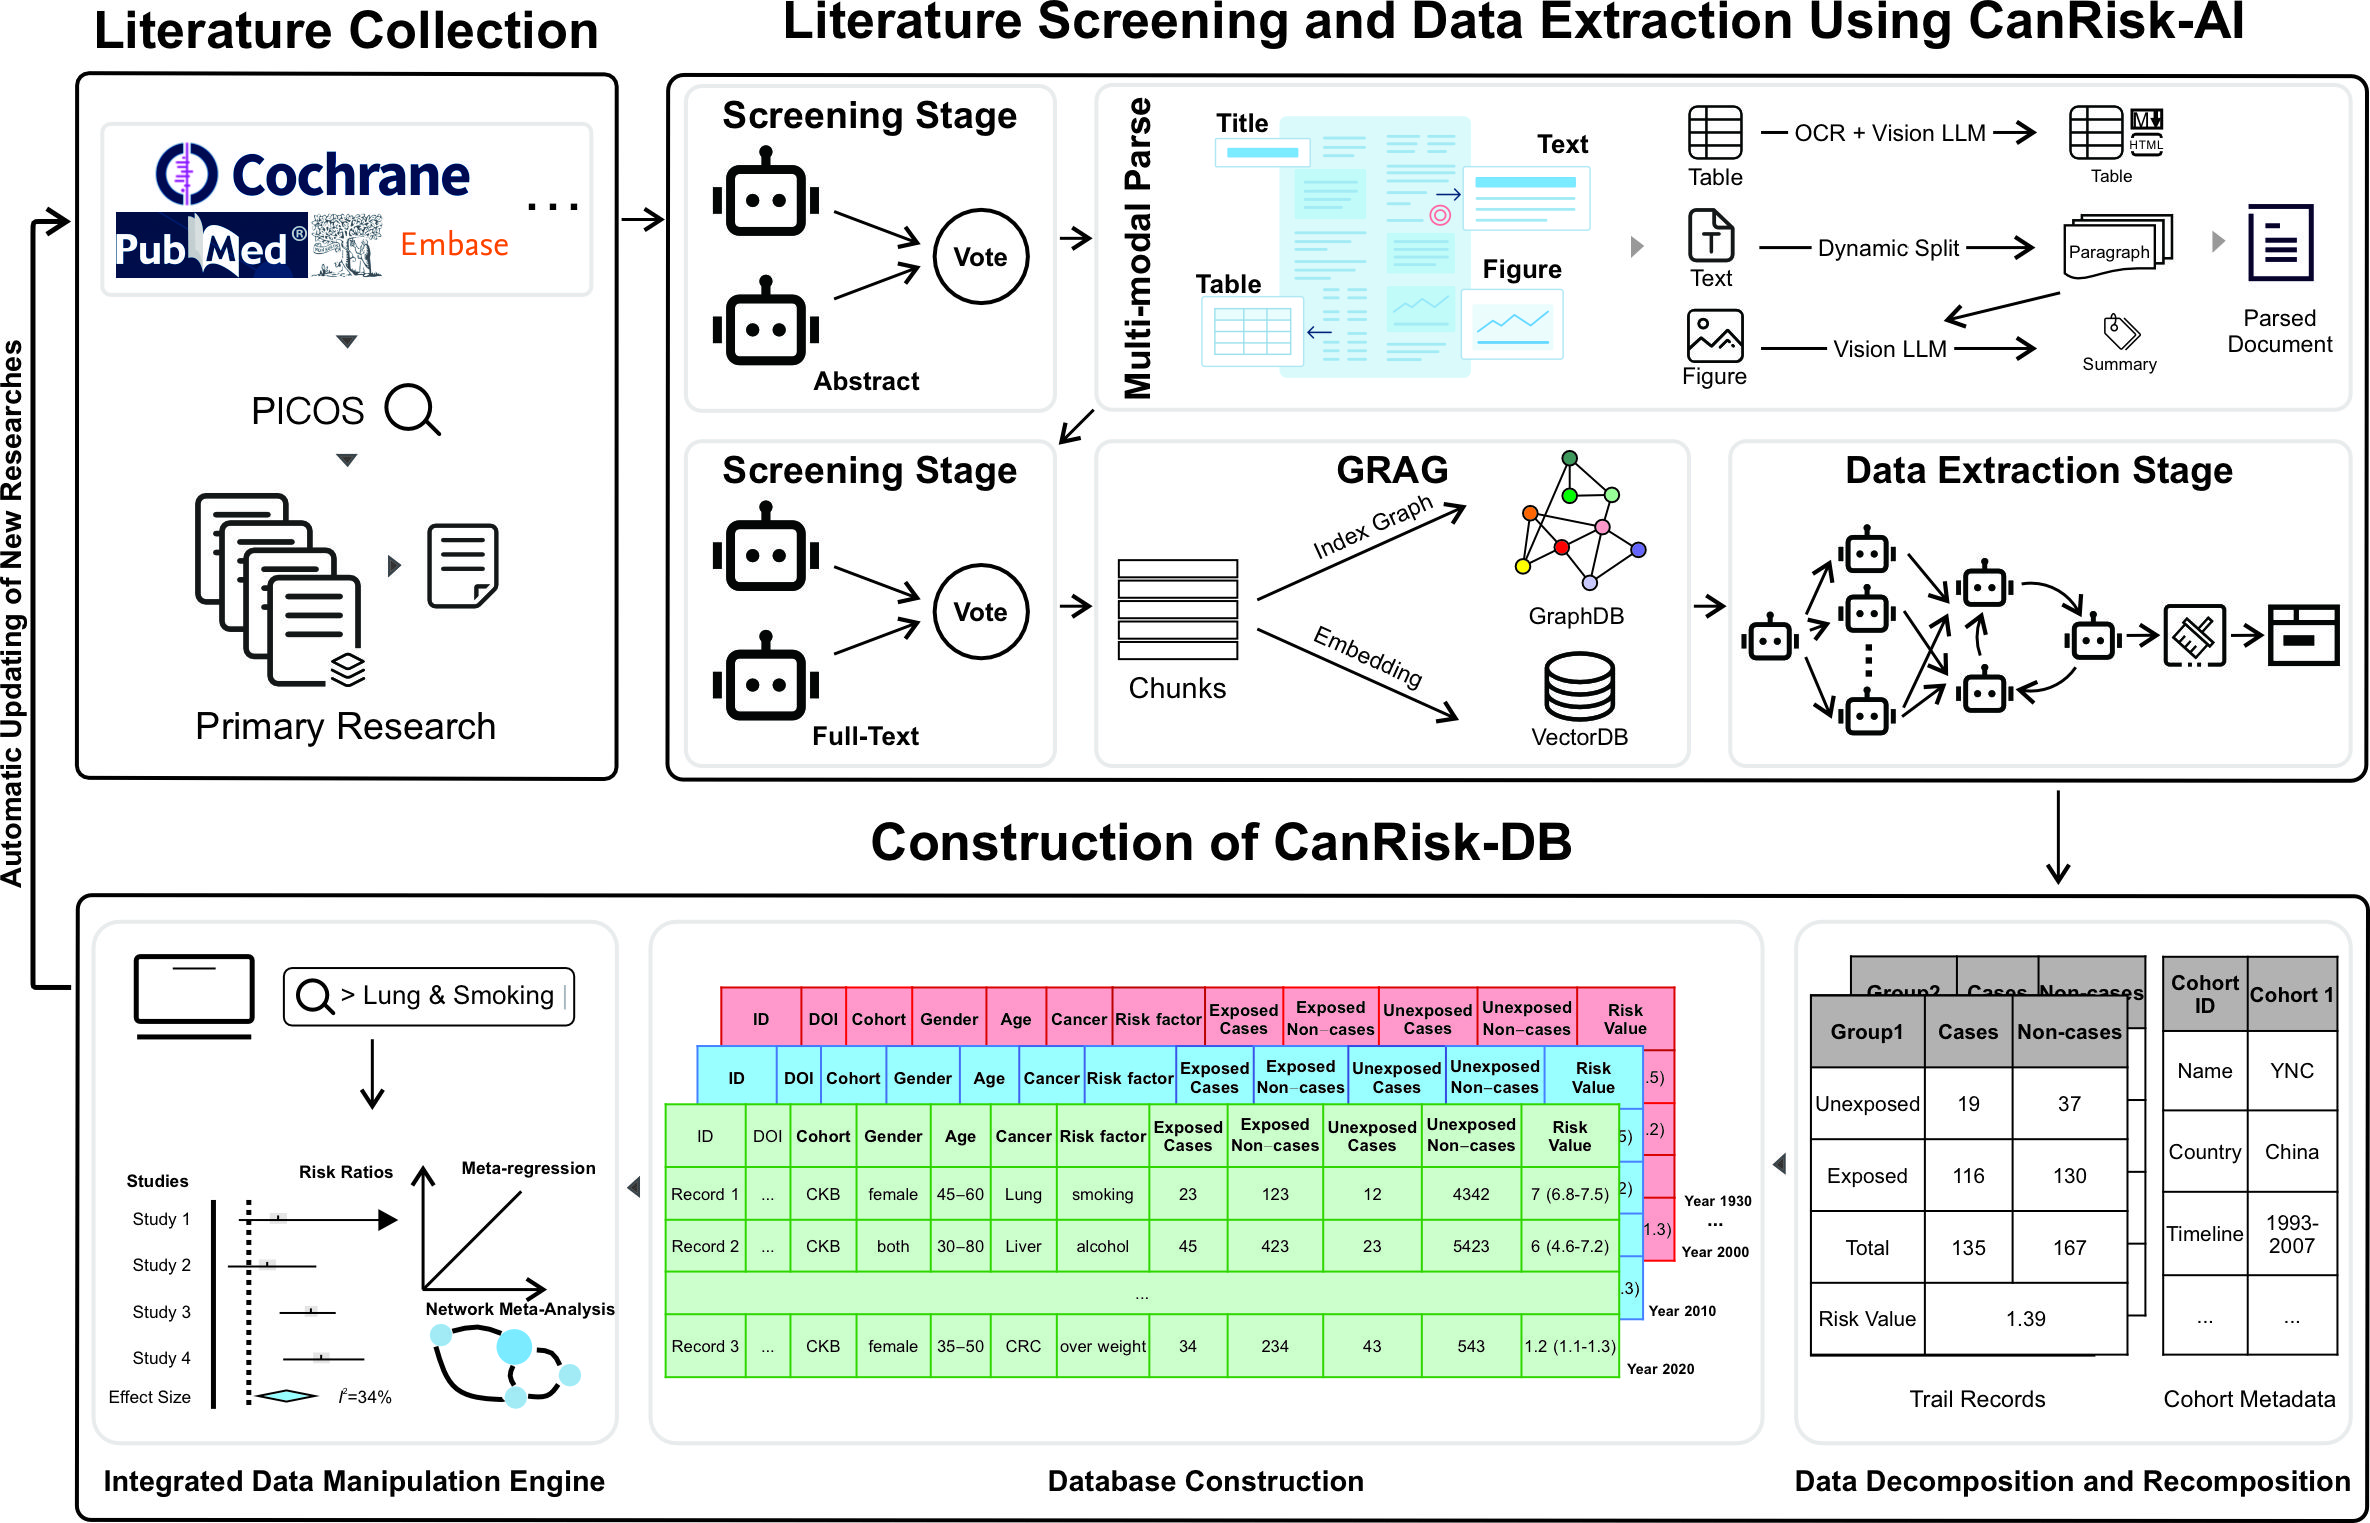 Literature Collection
Literature Screening and Data Extraction Using CanRisk-AI
Automatic Updating of New Researches
Cochrane
PubMed®
Embase
...
PICOS
Primary Research
Screening Stage
Vote
Abstract
Multi-modal Parse
Title
Text
Table
Figure
Table
OCR + Vision LLM
M
HTML
Table
Text
Dynamic Split
Paragraph
Figure
Vision LLM
Summary
Parsed
Document
Screening Stage
Vote
Full-Text
GRAG
Chunks
Index Graph
Embedding
GraphDB
VectorDB
Data Extraction Stage
Construction of CanRisk-DB
> Lung & Smoking
Studies
Risk Ratios
Study 1
Study 2
Study 3
Study 4
Effect Size
I²=34%
Meta-regression
Network Meta-Analysis
Integrated Data Manipulation Engine
ID DOI Cohort Gender Age Cancer Risk factor Exposed Cases Exposed Non-cases Unexposed Cases Unexposed Non-cases Risk Value
.5)
.2)
1.3)
Year 1930
...
Year 2000
ID DOI Cohort Gender Age Cancer Risk factor Exposed Cases Exposed Non-cases Unexposed Cases Unexposed Non-cases Risk Value
5)
2)
.3)
Year 2010
ID DOI Cohort Gender Age Cancer Risk factor Exposed Cases Exposed Non-cases Unexposed Cases Unexposed Non-cases Risk Value
Record 1 ... CKB female 45–60 Lung smoking 23 123 12 4342 7 (6.8-7.5)
Record 2 ... CKB both 30–80 Liver alcohol 45 423 23 5423 6 (4.6-7.2)
...
Record 3 ... CKB female 35–50 CRC over weight 34 234 43 543 1.2 (1.1-1.3)
Year 2020
Database Construction
Group2 Cases Non-cases
Group1 Cases Non-cases
Unexposed 19 37
Exposed 116 130
Total 135 167
Risk Value 1.39
Trail Records
Cohort ID Cohort 1
Name YNC
Country China
Timeline 1993-2007
... ...
Cohort Metadata
Data Decomposition and Recomposition